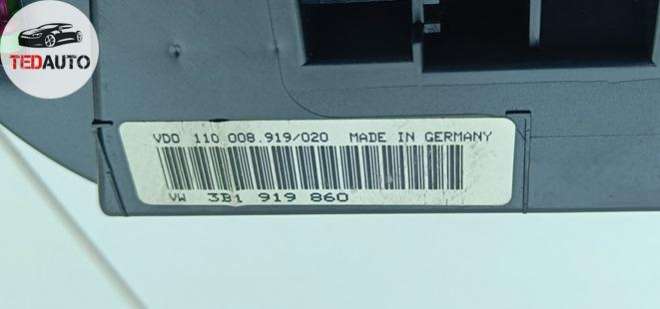 TEDAUTO
VDO 110 008.919/020 MADE IN GERMANY
VW 3B1 919 860